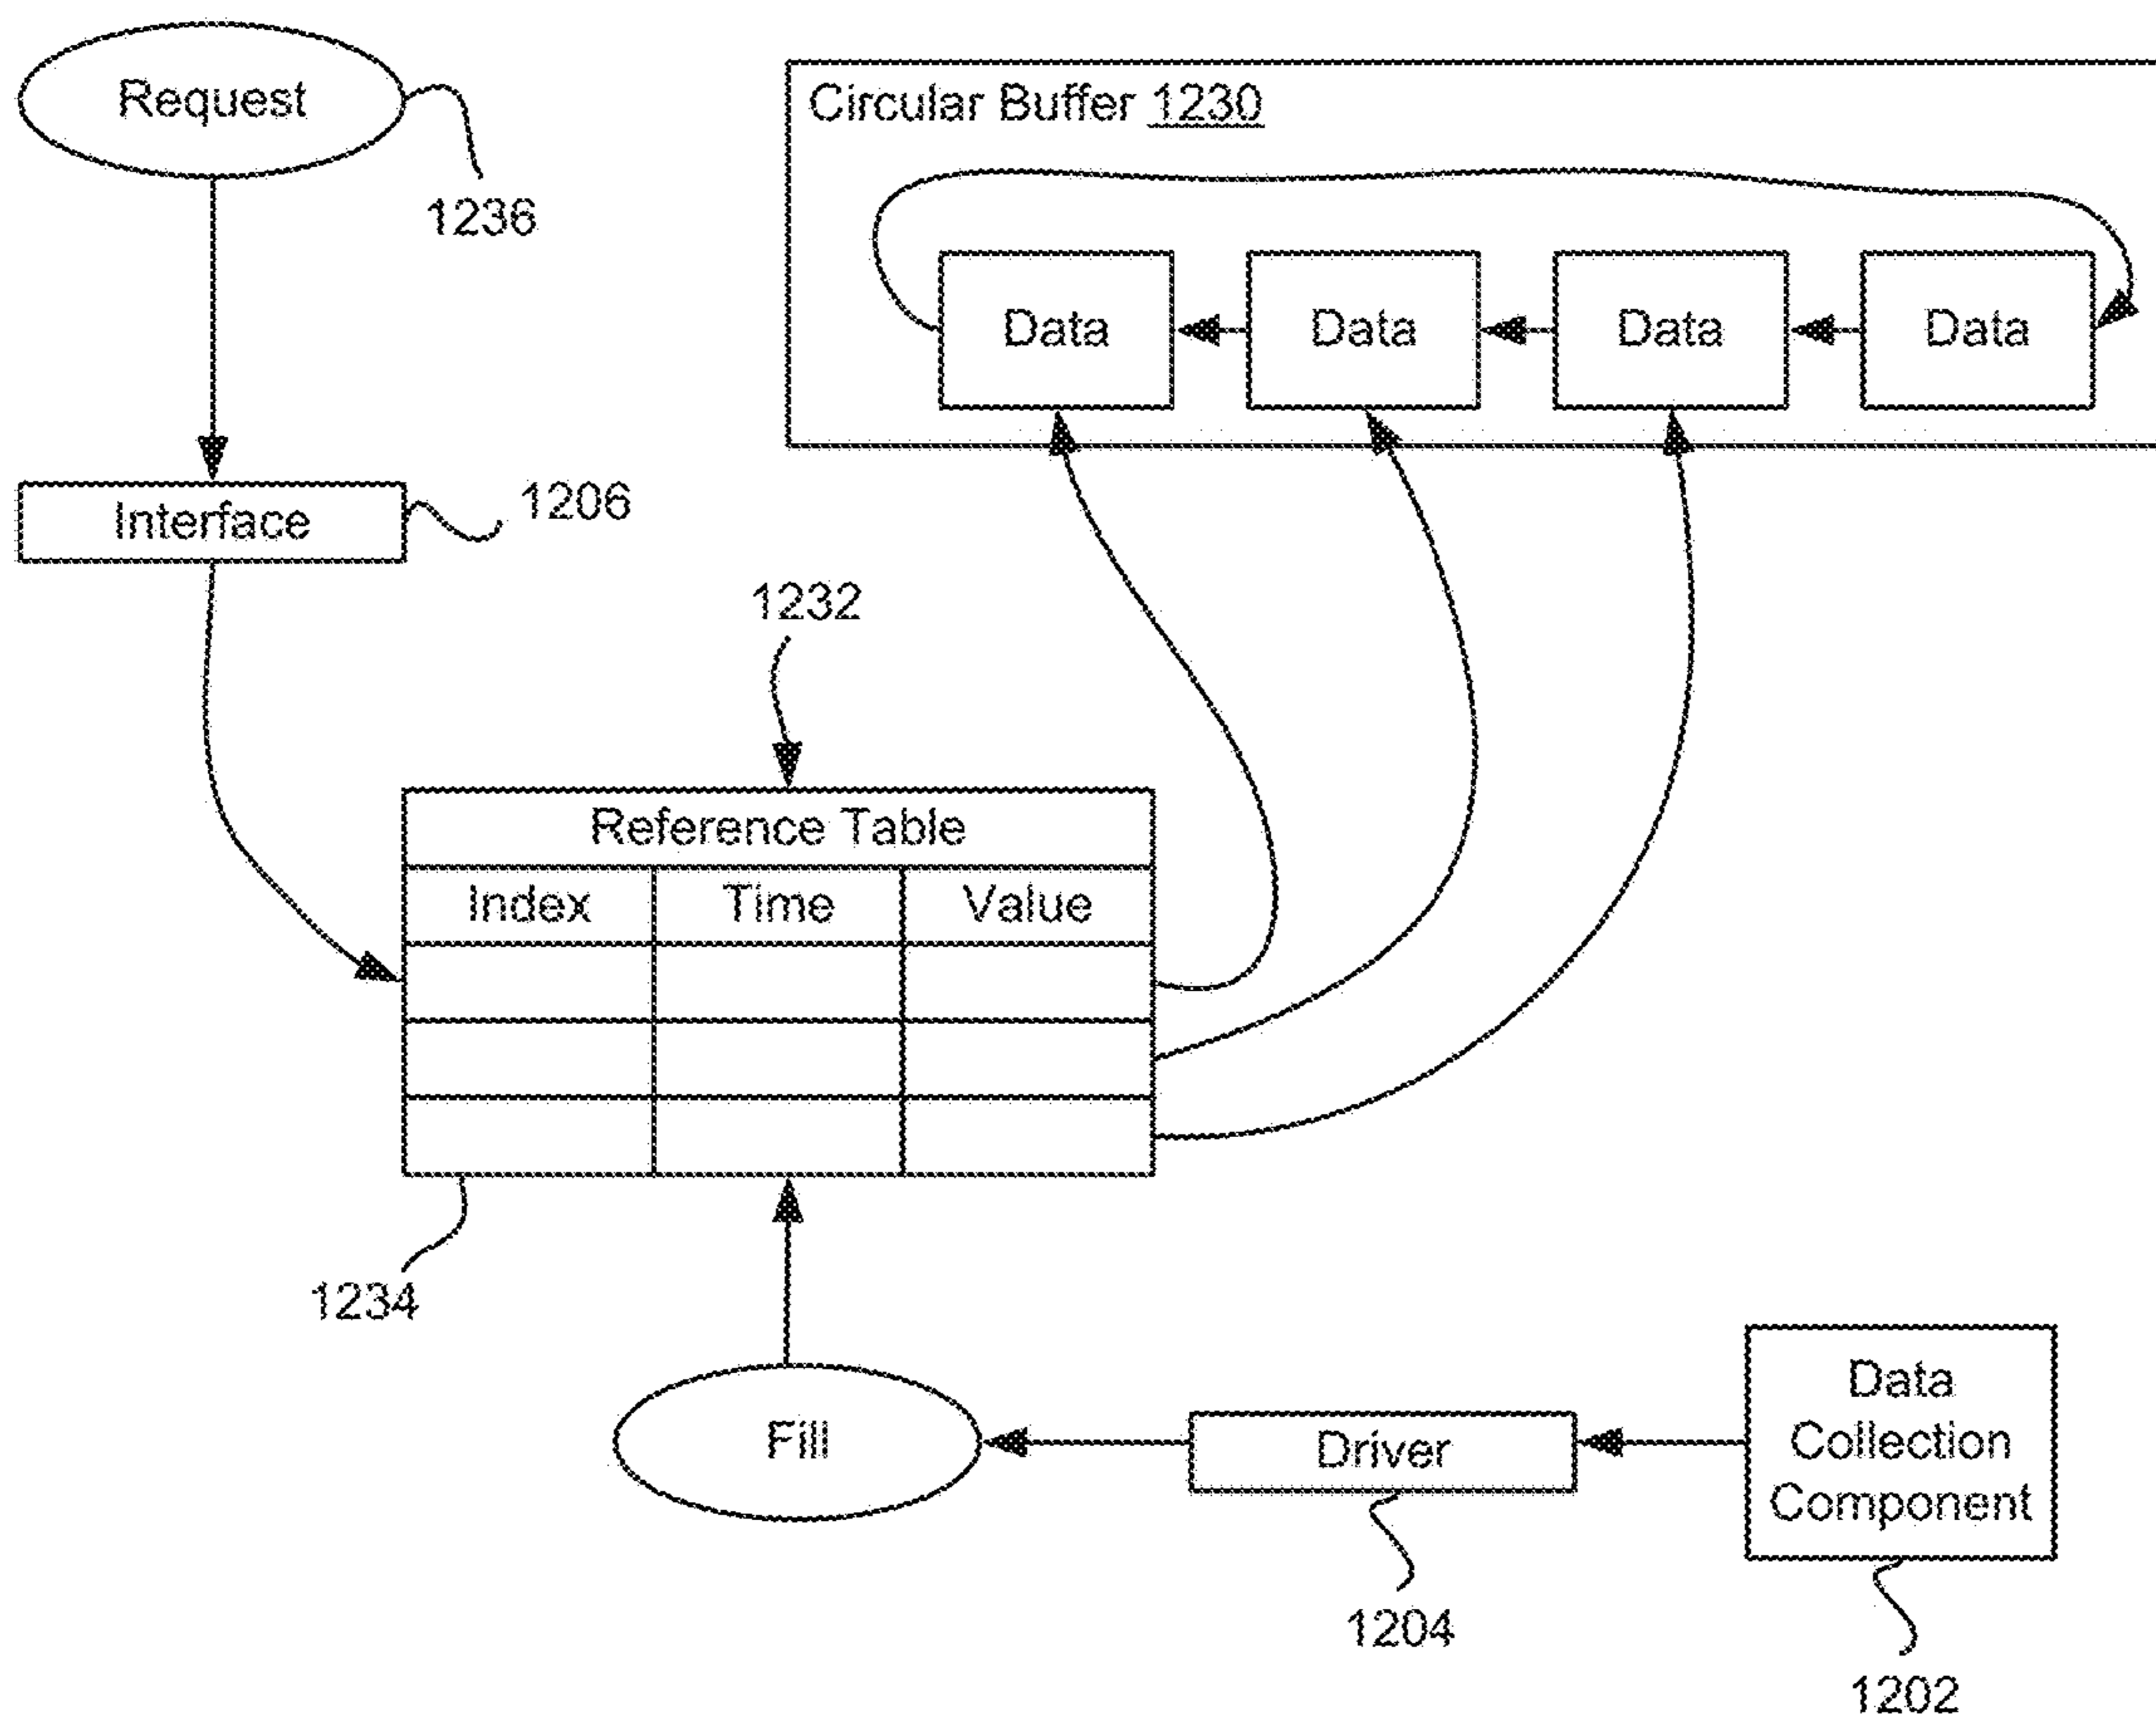 Request
1236
Circular Buffer 1230
Data Data Data Data
Interface
1206
1232
Reference Table
Index Time Value
1234
Fill
Driver
1204
Data
Collection
Component
1202